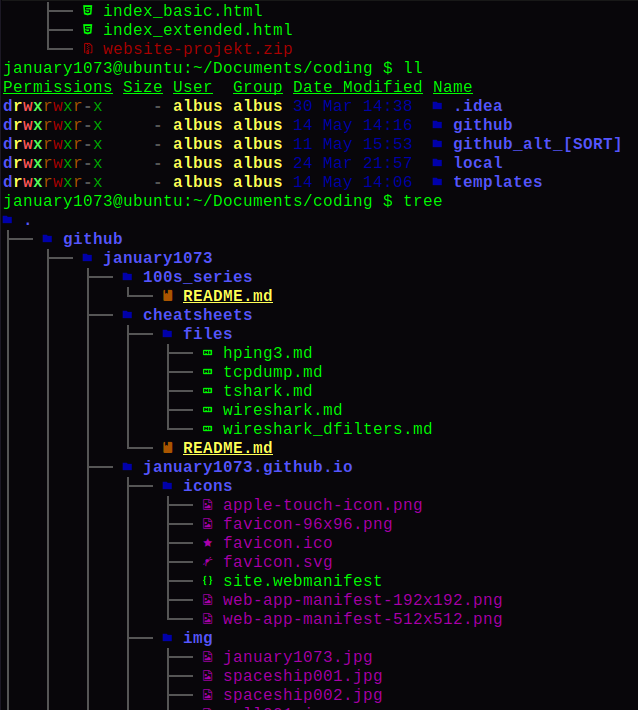 index_basic.html
index_extended.html
website-projekt.zip
january1073@ubuntu:~/Documents/coding $ ll
Permissions Size User Group Date Modified Name
drwxrwxr-x - albus albus 30 Mar 14:38 .idea
drwxrwxr-x - albus albus 14 May 14:16 github
drwxrwxr-x - albus albus 11 May 15:53 github_alt_[SORT]
drwxrwxr-x - albus albus 24 Mar 21:57 local
drwxrwxr-x - albus albus 14 May 14:06 templates
january1073@ubuntu:~/Documents/coding $ tree
.
github
january1073
100s_series
README.md
cheatsheets
files
hping3.md
tcpdump.md
tshark.md
wireshark.md
wireshark_dfilters.md
README.md
january1073.github.io
icons
apple-touch-icon.png
favicon-96x96.png
favicon.ico
favicon.svg
site.webmanifest
web-app-manifest-192x192.png
web-app-manifest-512x512.png
img
january1073.jpg
spaceship001.jpg
spaceship002.jpg